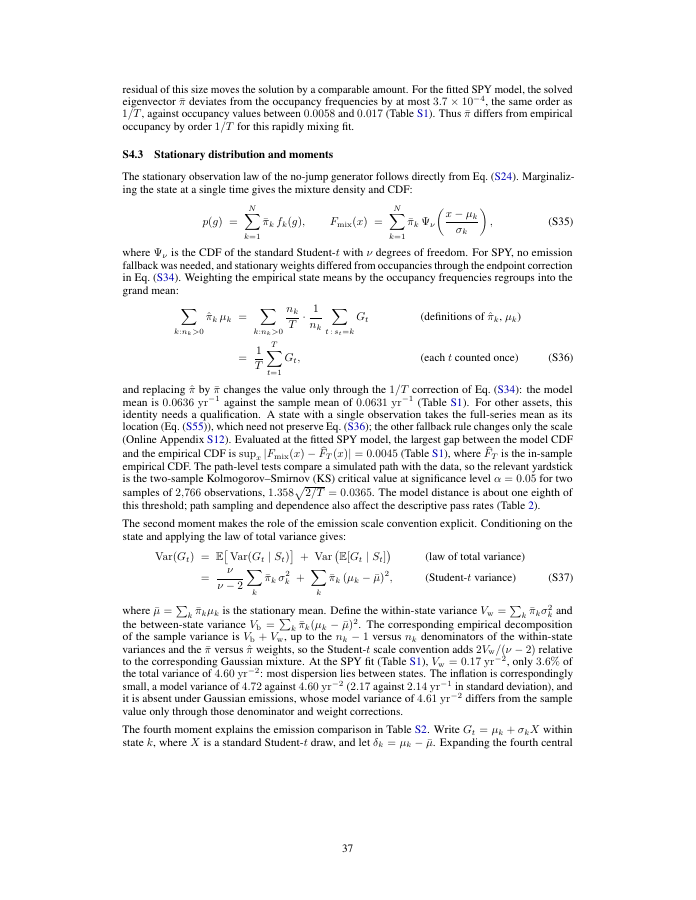 residual of this size moves the solution by a comparable amount. For the fitted SPY model, the solved
eigenvector π̄ deviates from the occupancy frequencies by at most 3.7 × 10⁻⁴, the same order as
1/T, against occupancy values between 0.0058 and 0.017 (Table S1). Thus π̄ differs from empirical
occupancy by order 1/T for this rapidly mixing fit.
S4.3 Stationary distribution and moments
The stationary observation law of the no-jump generator follows directly from Eq. (S24). Marginaliz-
ing the state at a single time gives the mixture density and CDF:
p(g) = ∑_{k=1}^{N} π̄_k f_k(g), F_mix(x) = ∑_{k=1}^{N} π̄_k Ψ_ν((x − μ_k)/σ_k), (S35)
where Ψ_ν is the CDF of the standard Student-t with ν degrees of freedom. For SPY, no emission
fallback was needed, and stationary weights differed from occupancies through the endpoint correction
in Eq. (S34). Weighting the empirical state means by the occupancy frequencies regroups into the
grand mean:
∑_{k:n_k>0} π̂_k μ_k = ∑_{k:n_k>0} n_k/T · 1/n_k ∑_{t : s_t=k} G_t (definitions of π̂_k, μ_k)
= 1/T ∑_{t=1}^{T} G_t, (each t counted once) (S36)
and replacing π̂ by π̄ changes the value only through the 1/T correction of Eq. (S34): the model
mean is 0.0636 yr⁻¹ against the sample mean of 0.0631 yr⁻¹ (Table S1). For other assets, this
identity needs a qualification. A state with a single observation takes the full-series mean as its
location (Eq. (S55)), which need not preserve Eq. (S36); the other fallback rule changes only the scale
(Online Appendix S12). Evaluated at the fitted SPY model, the largest gap between the model CDF
and the empirical CDF is sup_x |F_mix(x) − F̂_T(x)| = 0.0045 (Table S1), where F̂_T is the in-sample
empirical CDF. The path-level tests compare a simulated path with the data, so the relevant yardstick
is the two-sample Kolmogorov–Smirnov (KS) critical value at significance level α = 0.05 for two
samples of 2,766 observations, 1.358√(2/T) = 0.0365. The model distance is about one eighth of
this threshold; path sampling and dependence also affect the descriptive pass rates (Table 2).
The second moment makes the role of the emission scale convention explicit. Conditioning on the
state and applying the law of total variance gives:
Var(G_t) = 𝔼[Var(G_t | S_t)] + Var(𝔼[G_t | S_t]) (law of total variance)
= ν/(ν − 2) ∑_k π̄_k σ_k² + ∑_k π̄_k (μ_k − μ̄)², (Student-t variance) (S37)
where μ̄ = ∑_k π̄_k μ_k is the stationary mean. Define the within-state variance V_w = ∑_k π̄_k σ_k² and
the between-state variance V_b = ∑_k π̄_k(μ_k − μ̄)². The corresponding empirical decomposition
of the sample variance is V_b + V_w, up to the n_k − 1 versus n_k denominators of the within-state
variances and the π̄ versus π̂ weights, so the Student-t scale convention adds 2V_w/(ν − 2) relative
to the corresponding Gaussian mixture. At the SPY fit (Table S1), V_w = 0.17 yr⁻², only 3.6% of
the total variance of 4.60 yr⁻²: most dispersion lies between states. The inflation is correspondingly
small, a model variance of 4.72 against 4.60 yr⁻² (2.17 against 2.14 yr⁻¹ in standard deviation), and
it is absent under Gaussian emissions, whose model variance of 4.61 yr⁻² differs from the sample
value only through those denominator and weight corrections.
The fourth moment explains the emission comparison in Table S2. Write G_t = μ_k + σ_k X within
state k, where X is a standard Student-t draw, and let δ_k = μ_k − μ̄. Expanding the fourth central
37